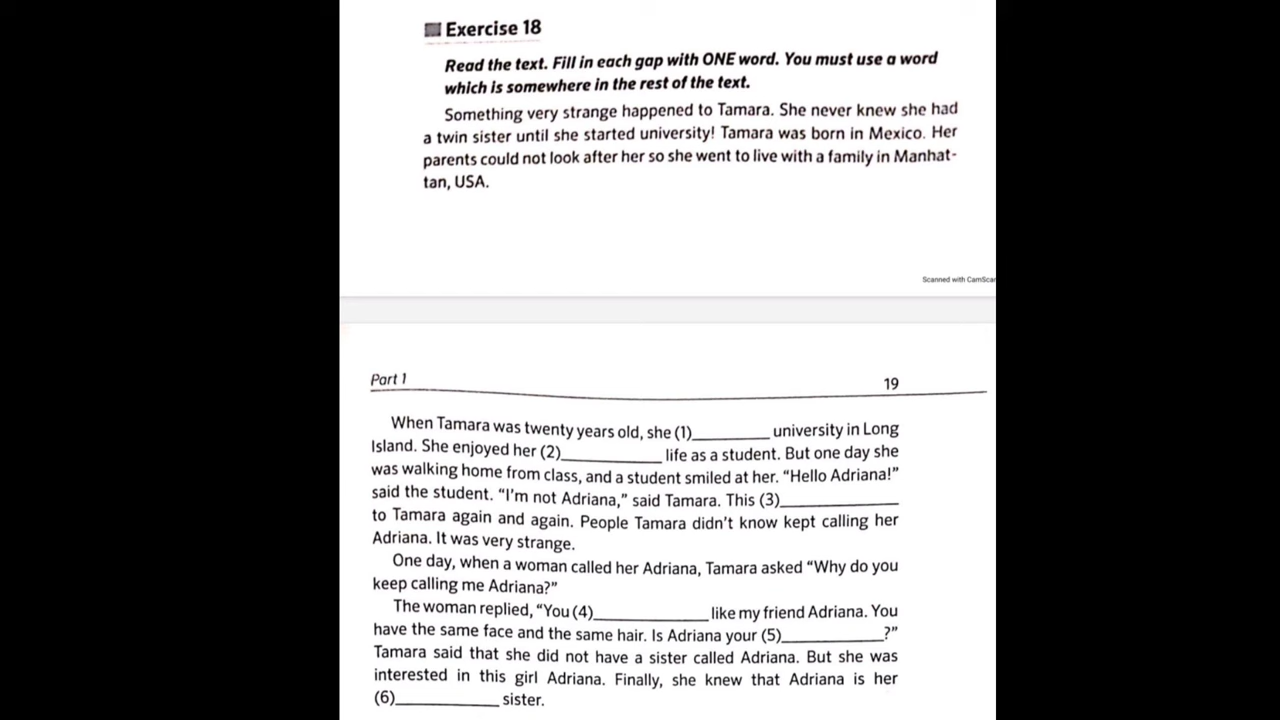 Exercise 18
Read the text. Fill in each gap with ONE word. You must use a word
which is somewhere in the rest of the text.
Something very strange happened to Tamara. She never knew she had
a twin sister until she started university! Tamara was born in Mexico. Her
parents could not look after her so she went to live with a family in Manhat-
tan, USA.
Scanned with CamScan
Part 1
19
When Tamara was twenty years old, she (1)________ university in Long
Island. She enjoyed her (2)__________ life as a student. But one day she
was walking home from class, and a student smiled at her. “Hello Adriana!”
said the student. “I’m not Adriana,” said Tamara. This (3)____________
to Tamara again and again. People Tamara didn’t know kept calling her
Adriana. It was very strange.
One day, when a woman called her Adriana, Tamara asked “Why do you
keep calling me Adriana?”
The woman replied, “You (4)____________ like my friend Adriana. You
have the same face and the same hair. Is Adriana your (5)__________?”
Tamara said that she did not have a sister called Adriana. But she was
interested in this girl Adriana. Finally, she knew that Adriana is her
(6)__________ sister.